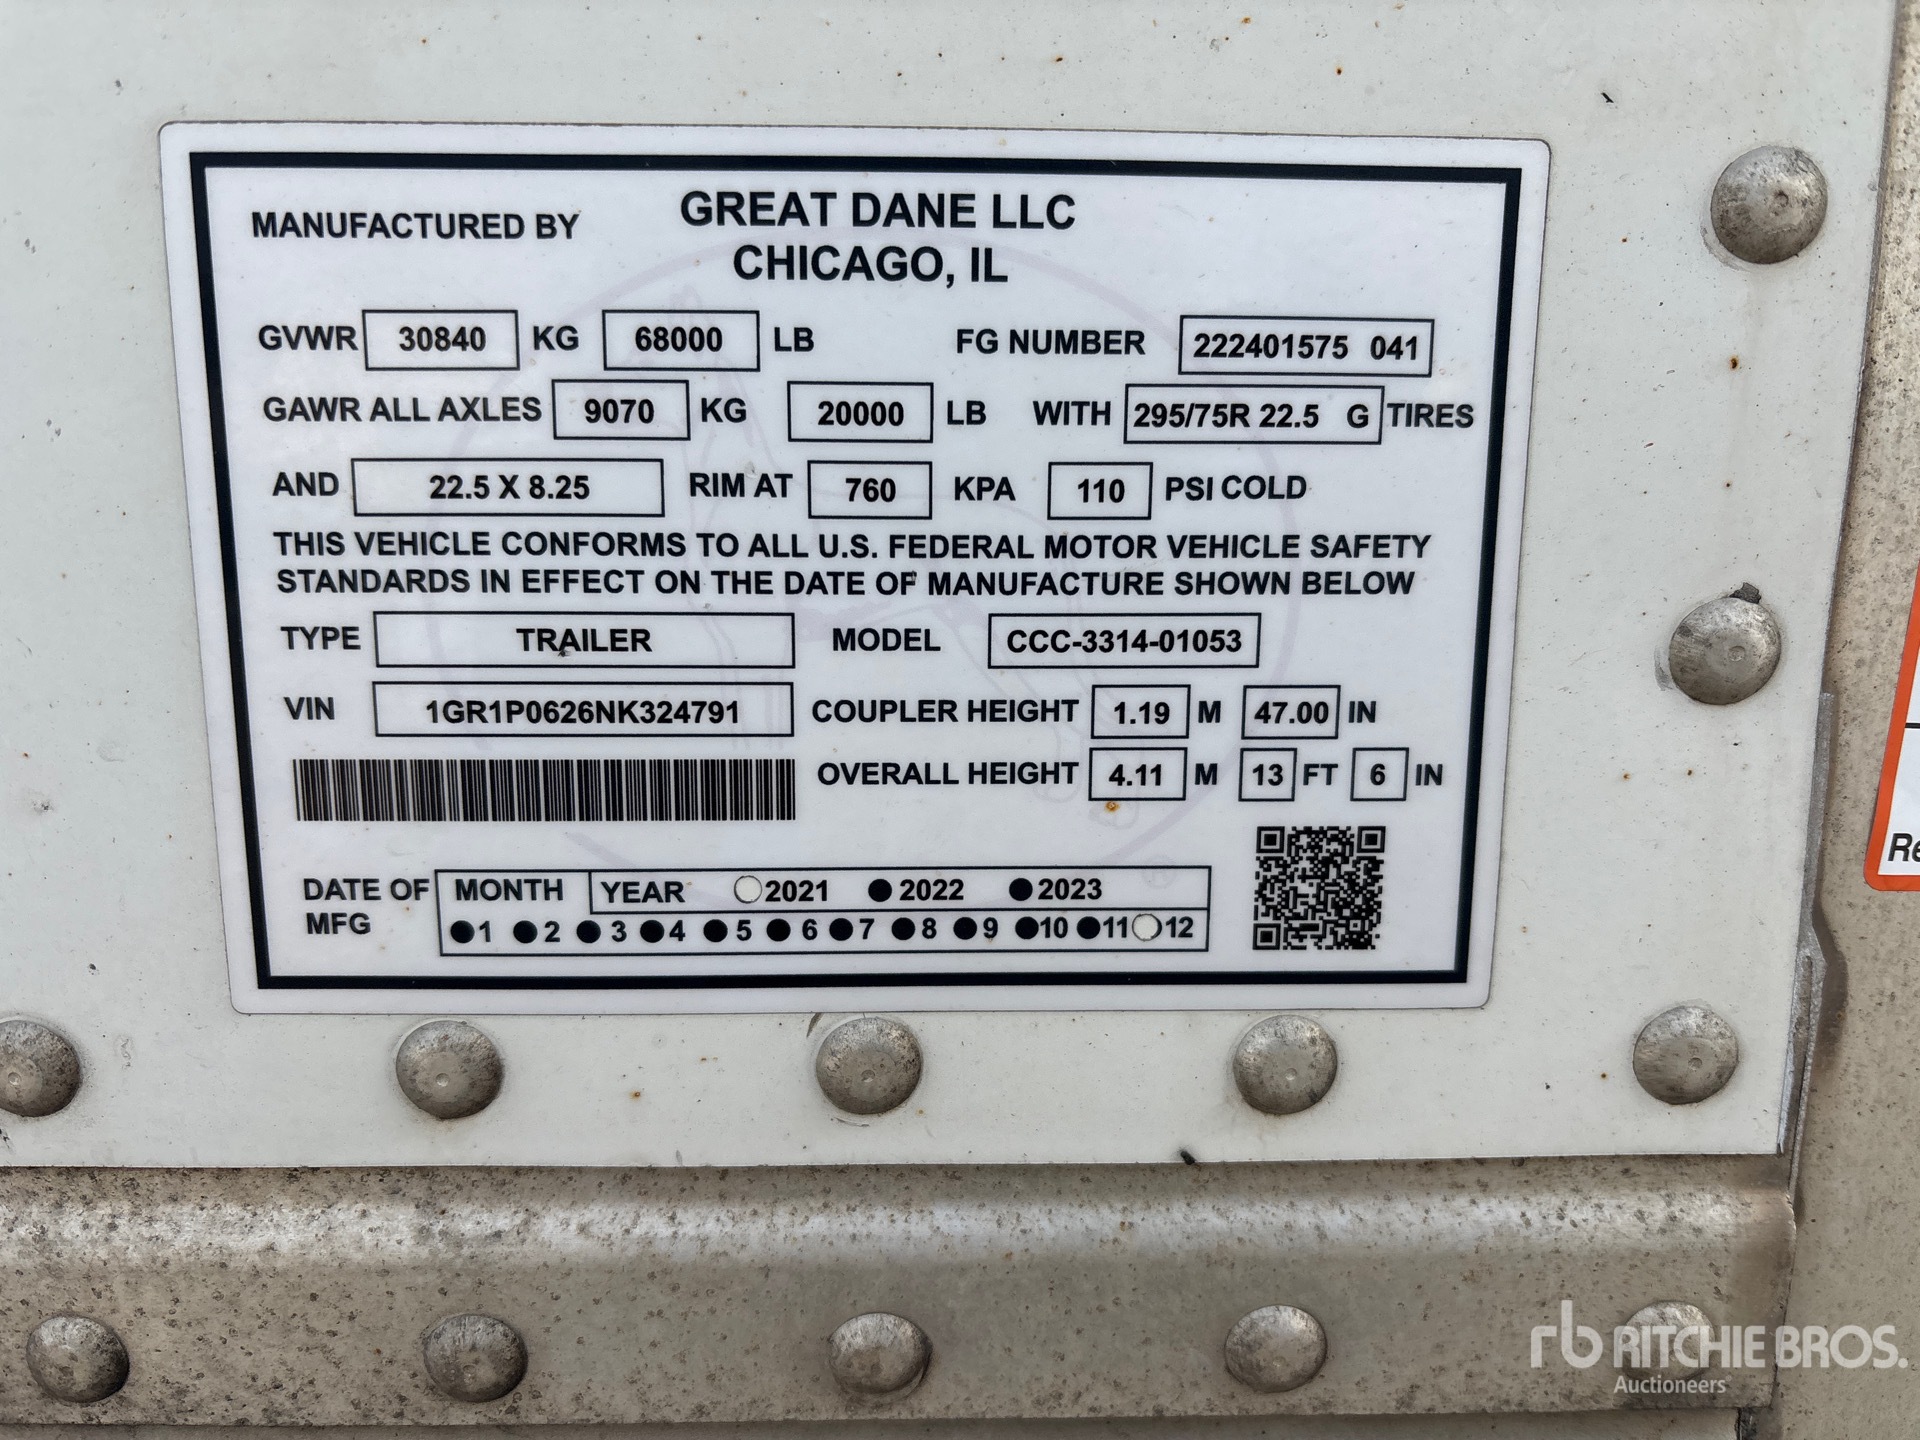 MANUFACTURED BY GREAT DANE LLC
CHICAGO, IL
GVWR 30840 KG 68000 LB FG NUMBER 222401575 041
GAWR ALL AXLES 9070 KG 20000 LB WITH 295/75R 22.5 G TIRES
AND 22.5 X 8.25 RIM AT 760 KPA 110 PSI COLD
THIS VEHICLE CONFORMS TO ALL U.S. FEDERAL MOTOR VEHICLE SAFETY
STANDARDS IN EFFECT ON THE DATE OF MANUFACTURE SHOWN BELOW
TYPE TRAILER MODEL CCC-3314-01053
VIN 1GR1P0626NK324791 COUPLER HEIGHT 1.19 M 47.00 IN
OVERALL HEIGHT 4.11 M 13 FT 6 IN
DATE OF MFG MONTH YEAR 2021 2022 2023
1 2 3 4 5 6 7 8 9 10 11 12
rb RITCHIE BROS.
Auctioneers